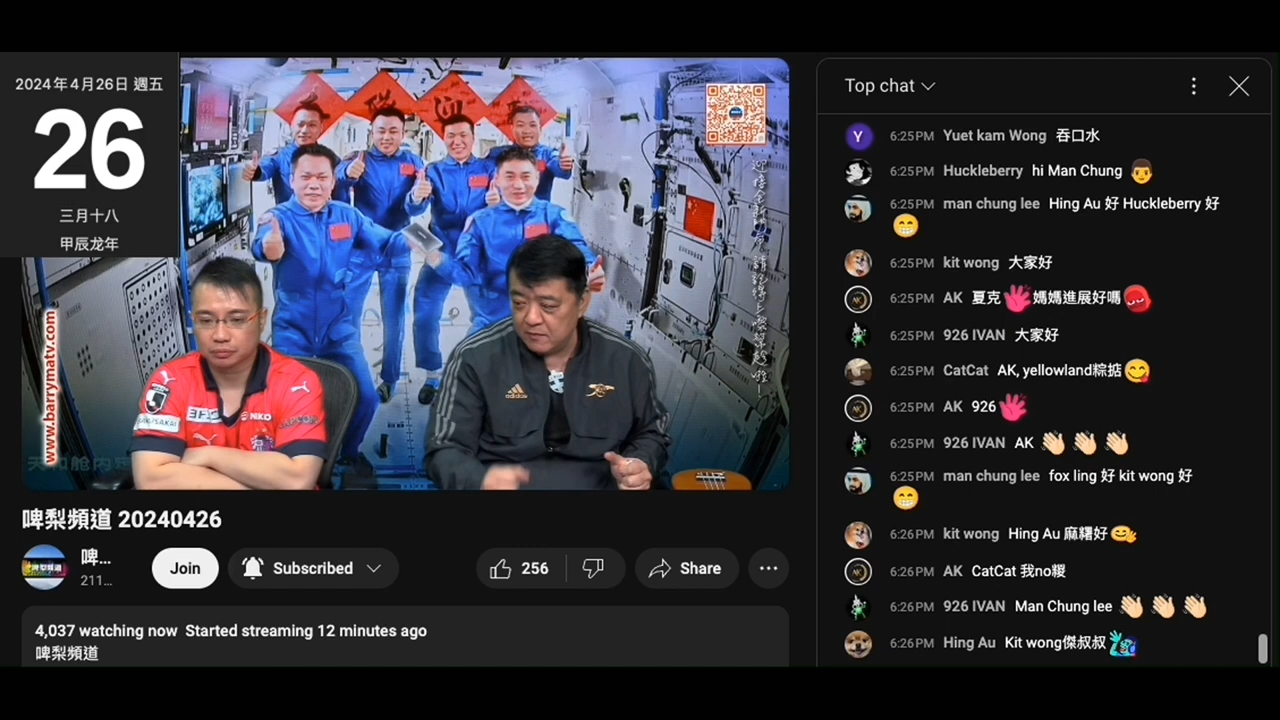 2024年4月26日 週五
26
三月十八
甲辰龙年
www.barrymatv.com
adidas
NKO
啤梨頻道 20240426
啤...
211...
Join
Subscribed
256
Share
4,037 watching now Started streaming 12 minutes ago
啤梨頻道
Top chat
Y 6:25PM Yuet kam Wong 吞口水
6:25PM Huckleberry hi Man Chung 👨
6:25PM man chung lee Hing Au 好 Huckleberry 好
😁
6:25PM kit wong 大家好
6:25PM AK 夏克媽媽進展好嗎
6:25PM 926 IVAN 大家好
6:25PM CatCat AK, yellowland粽掂😋
6:25PM AK 926
6:25PM 926 IVAN AK 👋🏻 👋🏻 👋🏻
6:25PM man chung lee fox ling 好 kit wong 好
😁
6:26PM kit wong Hing Au 麻糬好
6:26PM AK CatCat 我no糉
6:26PM 926 IVAN Man Chung lee 👋🏻 👋🏻 👋🏻
6:26PM Hing Au Kit wong傑叔叔